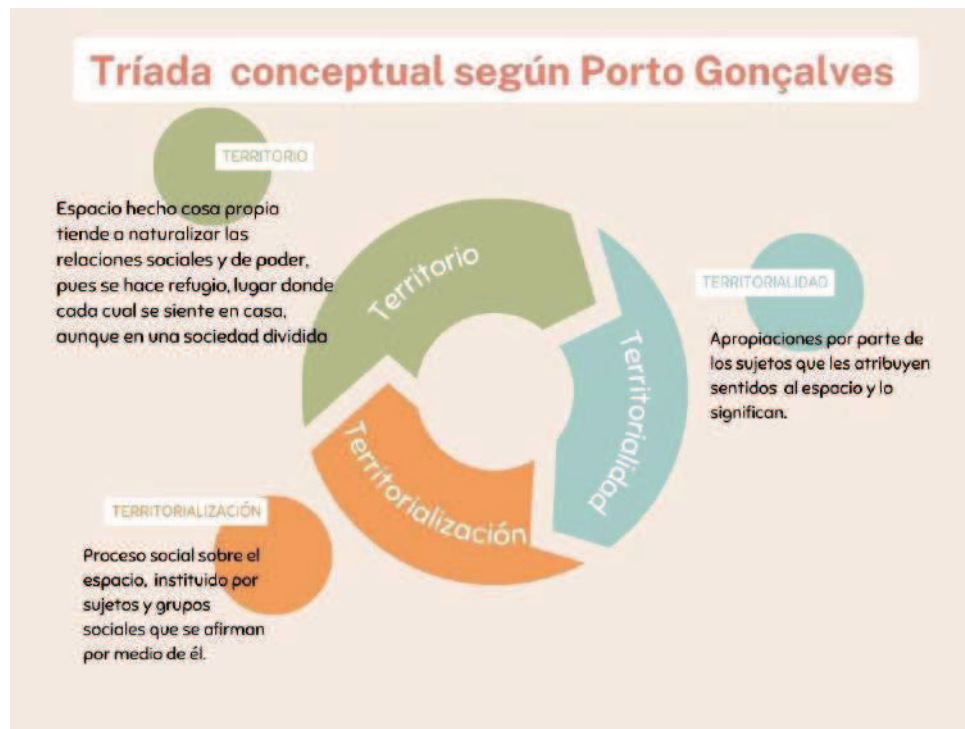 Tríada conceptual según Porto Gonçalves
TERRITORIO
Espacio hecho cosa propia
tiende a naturalizar las
relaciones sociales y de poder,
pues se hace refugio, lugar donde
cada cual se siente en casa,
aunque en una sociedad dividida
Territorio
TERRITORIALIDAD
Apropiaciones por parte de
los sujetos que les atribuyen
sentidos al espacio y lo
significan.
Territorialidad
Territorialización
TERRITORIALIZACIÓN
Proceso social sobre el
espacio, instituido por
sujetos y grupos
sociales que se afirman
por medio de él.